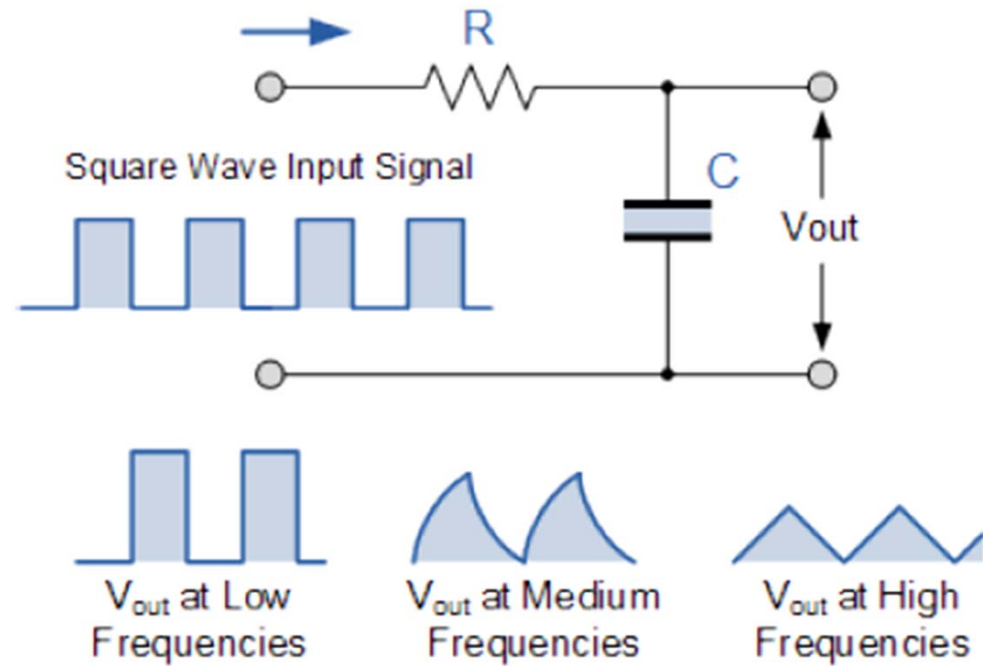 R
Square Wave Input Signal
C
Vout
Vout at Low
Frequencies
Vout at Medium
Frequencies
Vout at High
Frequencies